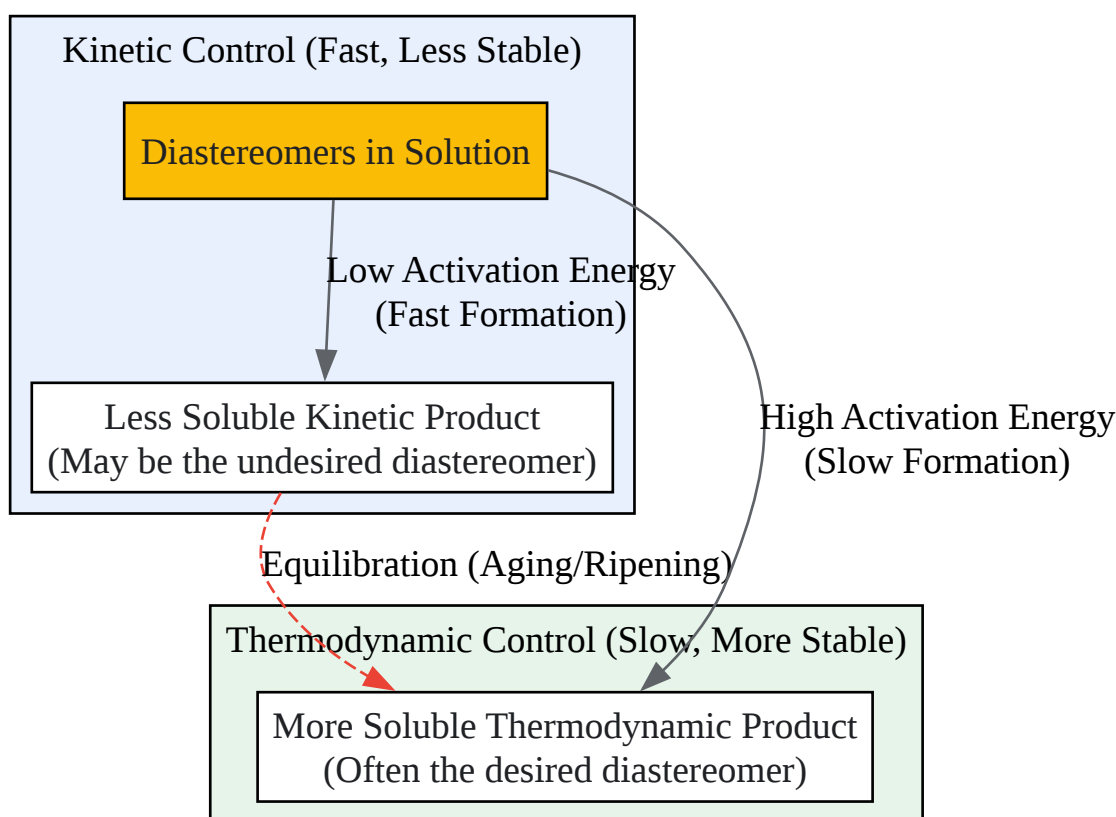 Kinetic Control (Fast, Less Stable)
Diastereomers in Solution
Low Activation Energy
(Fast Formation)
Less Soluble Kinetic Product
(May be the undesired diastereomer)
High Activation Energy
(Slow Formation)
Equilibration (Aging/Ripening)
Thermodynamic Control (Slow, More Stable)
More Soluble Thermodynamic Product
(Often the desired diastereomer)